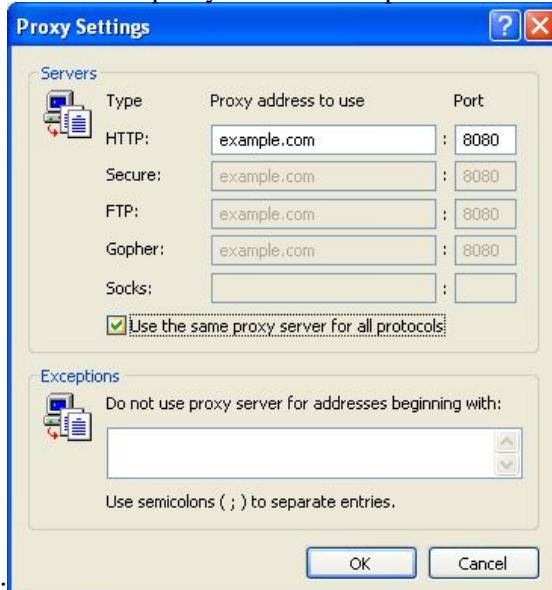 Proxy Settings
Servers
Type Proxy address to use Port
HTTP: example.com : 8080
Secure: example.com : 8080
FTP: example.com : 8080
Gopher: example.com : 8080
Socks: :
Use the same proxy server for all protocols
Exceptions
Do not use proxy server for addresses beginning with:
Use semicolons ( ; ) to separate entries.
OK Cancel
.